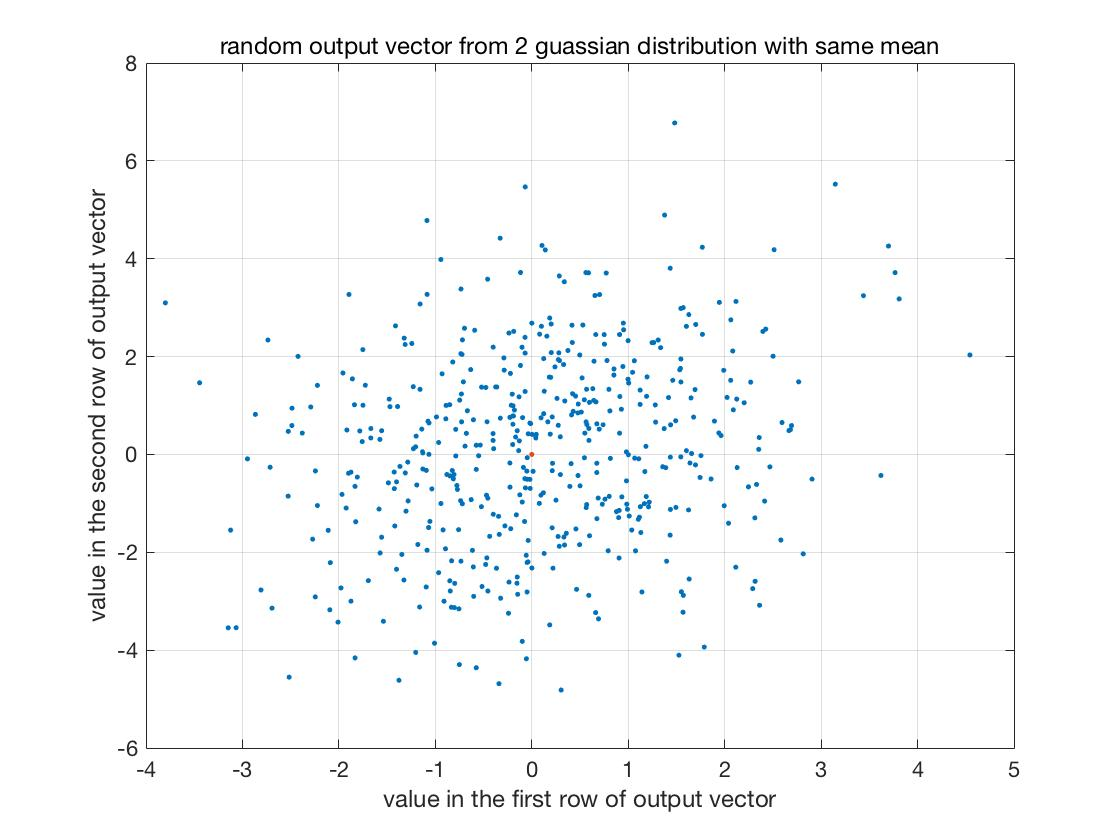 random output vector from 2 guassian distribution with same mean
8
6
4
2
0
-2
-4
-6
value in the second row of output vector
-4 -3 -2 -1 0 1 2 3 4 5
value in the first row of output vector